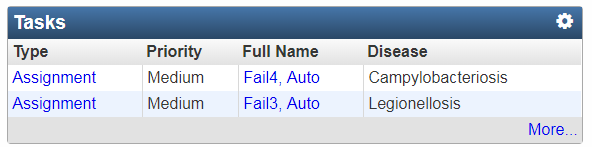 Tasks
Type Priority Full Name Disease
Assignment Medium Fail4, Auto Campylobacteriosis
Assignment Medium Fail3, Auto Legionellosis
More...